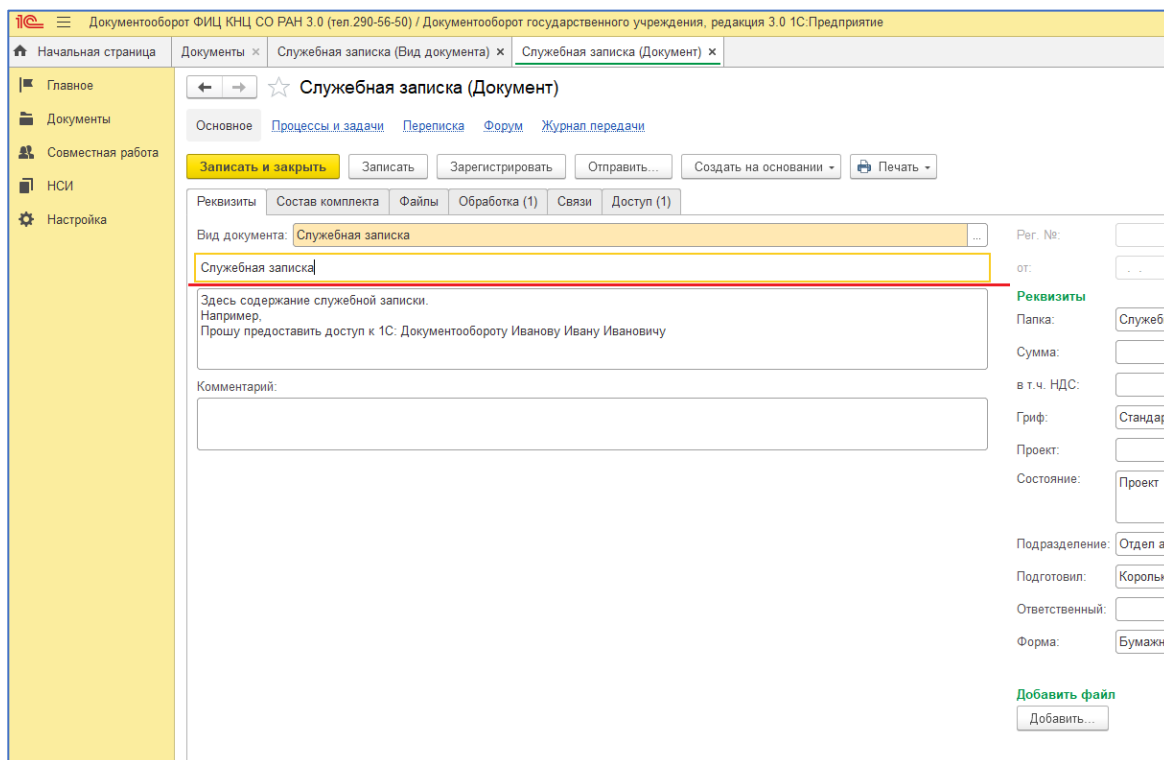 Документооборот ФИЦ КНЦ СО РАН 3.0 (тел.290-56-50) / Документооборот государственного учреждения, редакция 3.0 1С:Предприятие
Начальная страница Документы × Служебная записка (Вид документа) × Служебная записка (Документ) ×
Главное
Документы
Совместная работа
НСИ
Настройка
Служебная записка (Документ)
Основное Процессы и задачи Переписка Форум Журнал передачи
Записать и закрыть Записать Зарегистрировать Отправить... Создать на основании Печать
Реквизиты Состав комплекта Файлы Обработка (1) Связи Доступ (1)
Вид документа: Служебная записка ...
Служебная записка
Здесь содержание служебной записки.
Например,
Прошу предоставить доступ к 1С: Документообороту Иванову Ивану Ивановичу
Комментарий:
Рег. №:
от: . .
Реквизиты
Папка: Служеб
Сумма:
в т.ч. НДС:
Гриф: Стандар
Проект:
Состояние: Проект
Подразделение: Отдел а
Подготовил: Корольк
Ответственный:
Форма: Бумажн
Добавить файл
Добавить...